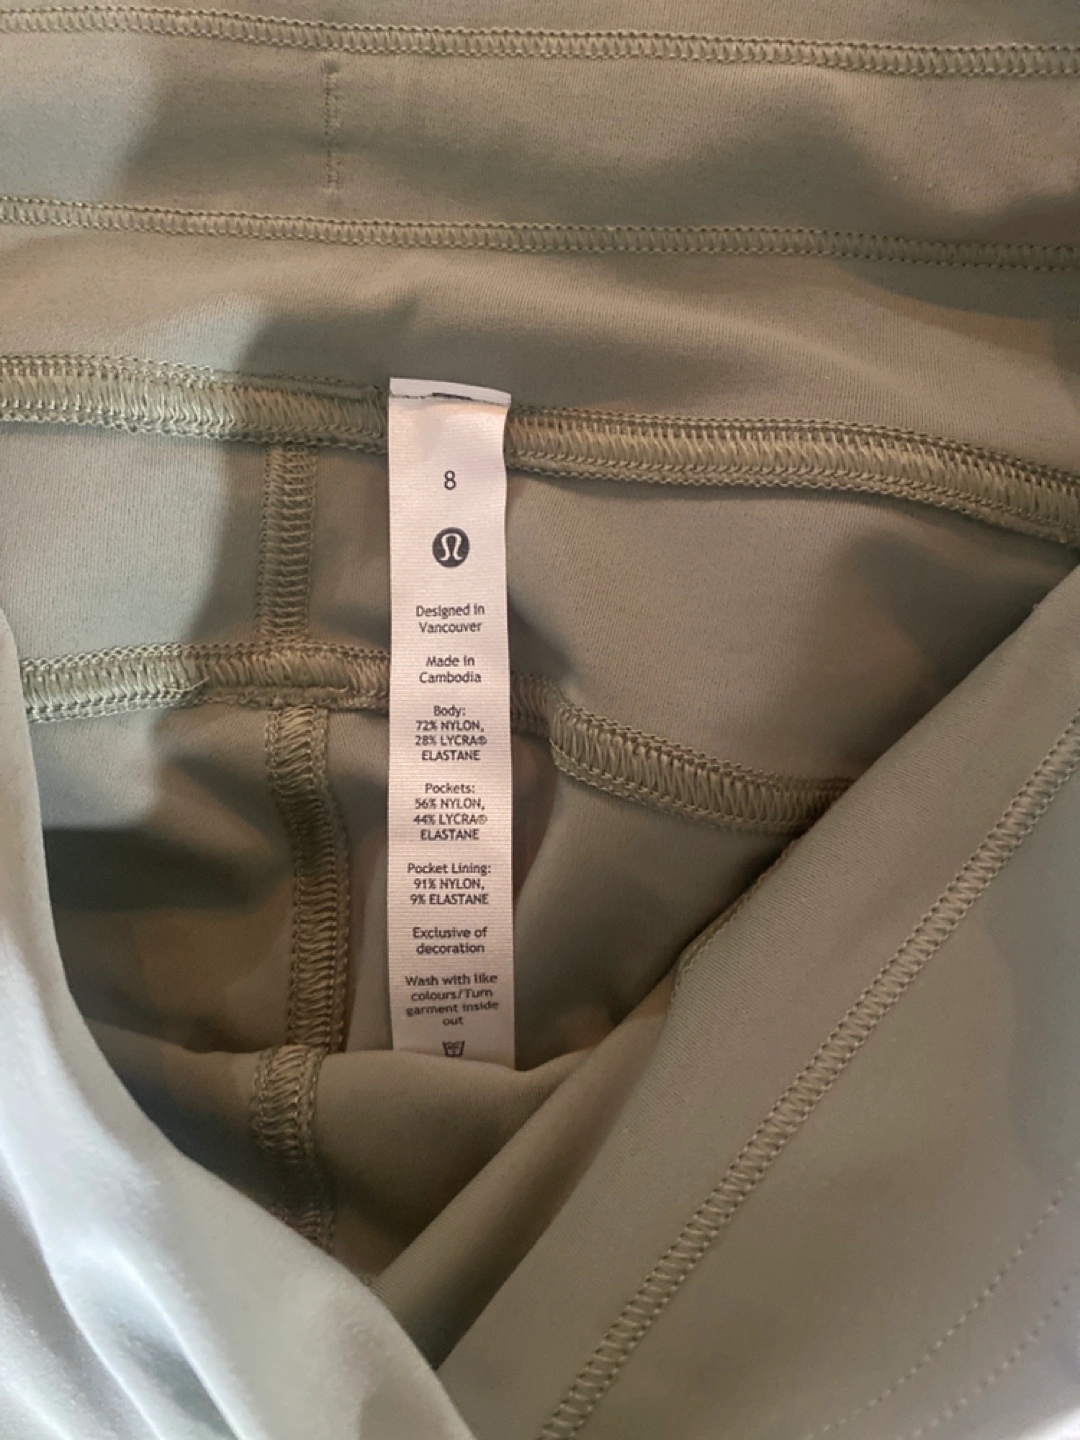 8
Designed in
Vancouver
Made in
Cambodia
Body:
72% NYLON,
28% LYCRA®
ELASTANE
Pockets:
56% NYLON,
44% LYCRA®
ELASTANE
Pocket Lining:
91% NYLON,
9% ELASTANE
Exclusive of
decoration
Wash with like
colours/Turn
garment inside
out